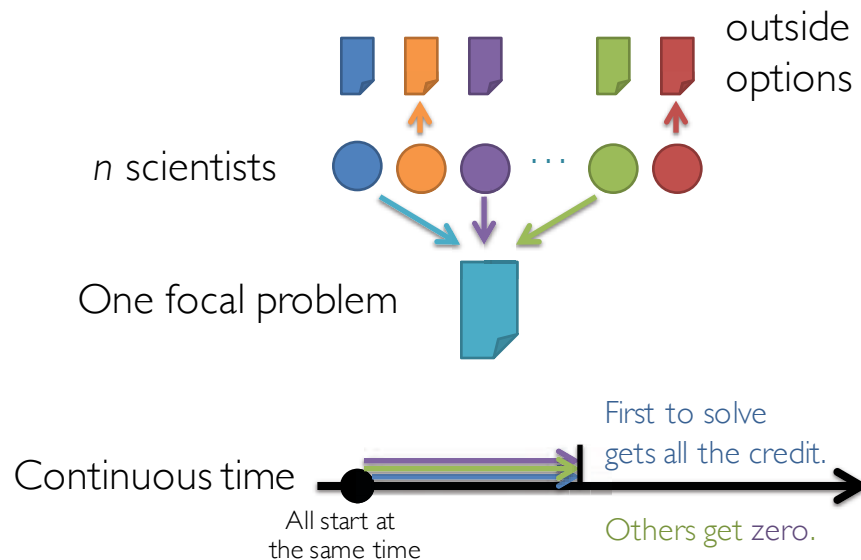 outside
options
n scientists
...
One focal problem
First to solve
gets all the credit.
Continuous time
All start at
the same time
Others get zero.